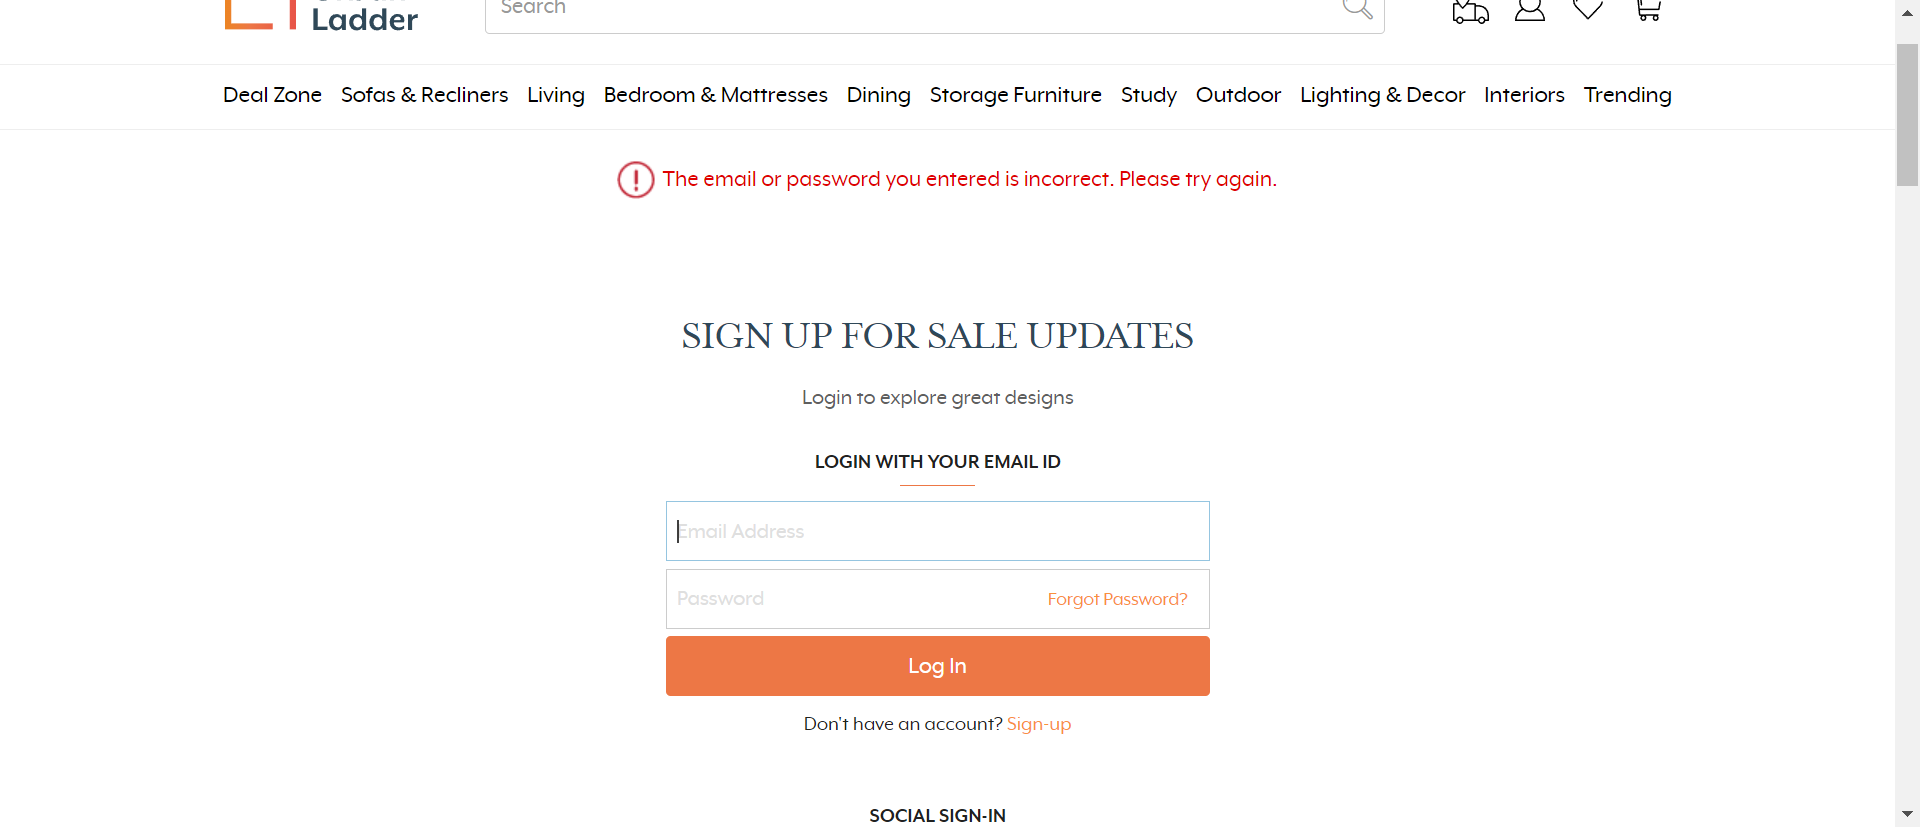 Ladder
Search
Deal Zone Sofas & Recliners Living Bedroom & Mattresses Dining Storage Furniture Study Outdoor Lighting & Decor Interiors Trending
The email or password you entered is incorrect. Please try again.
SIGN UP FOR SALE UPDATES
Login to explore great designs
LOGIN WITH YOUR EMAIL ID
Email Address
Password Forgot Password?
Log In
Don't have an account? Sign-up
SOCIAL SIGN-IN